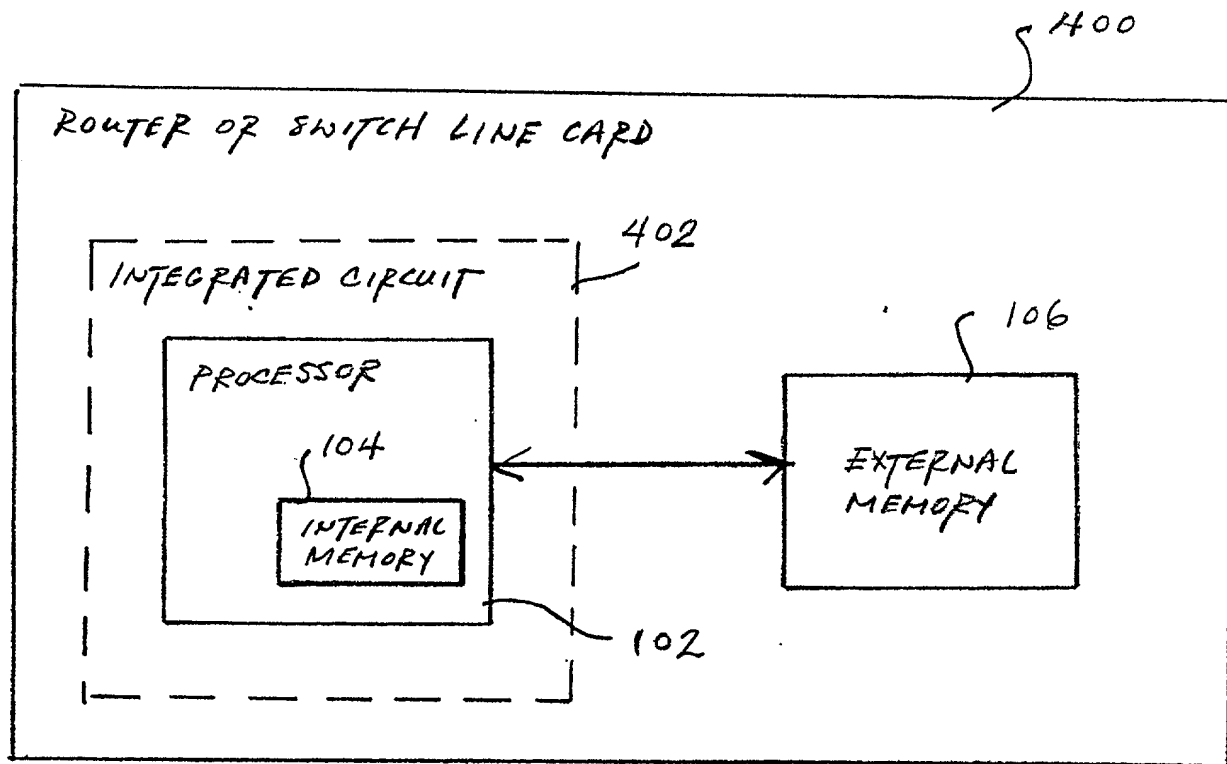 400
ROUTER OR SWITCH LINE CARD
402
INTEGRATED CIRCUIT
106
PROCESSOR
104
EXTERNAL
MEMORY
INTERNAL
MEMORY
102